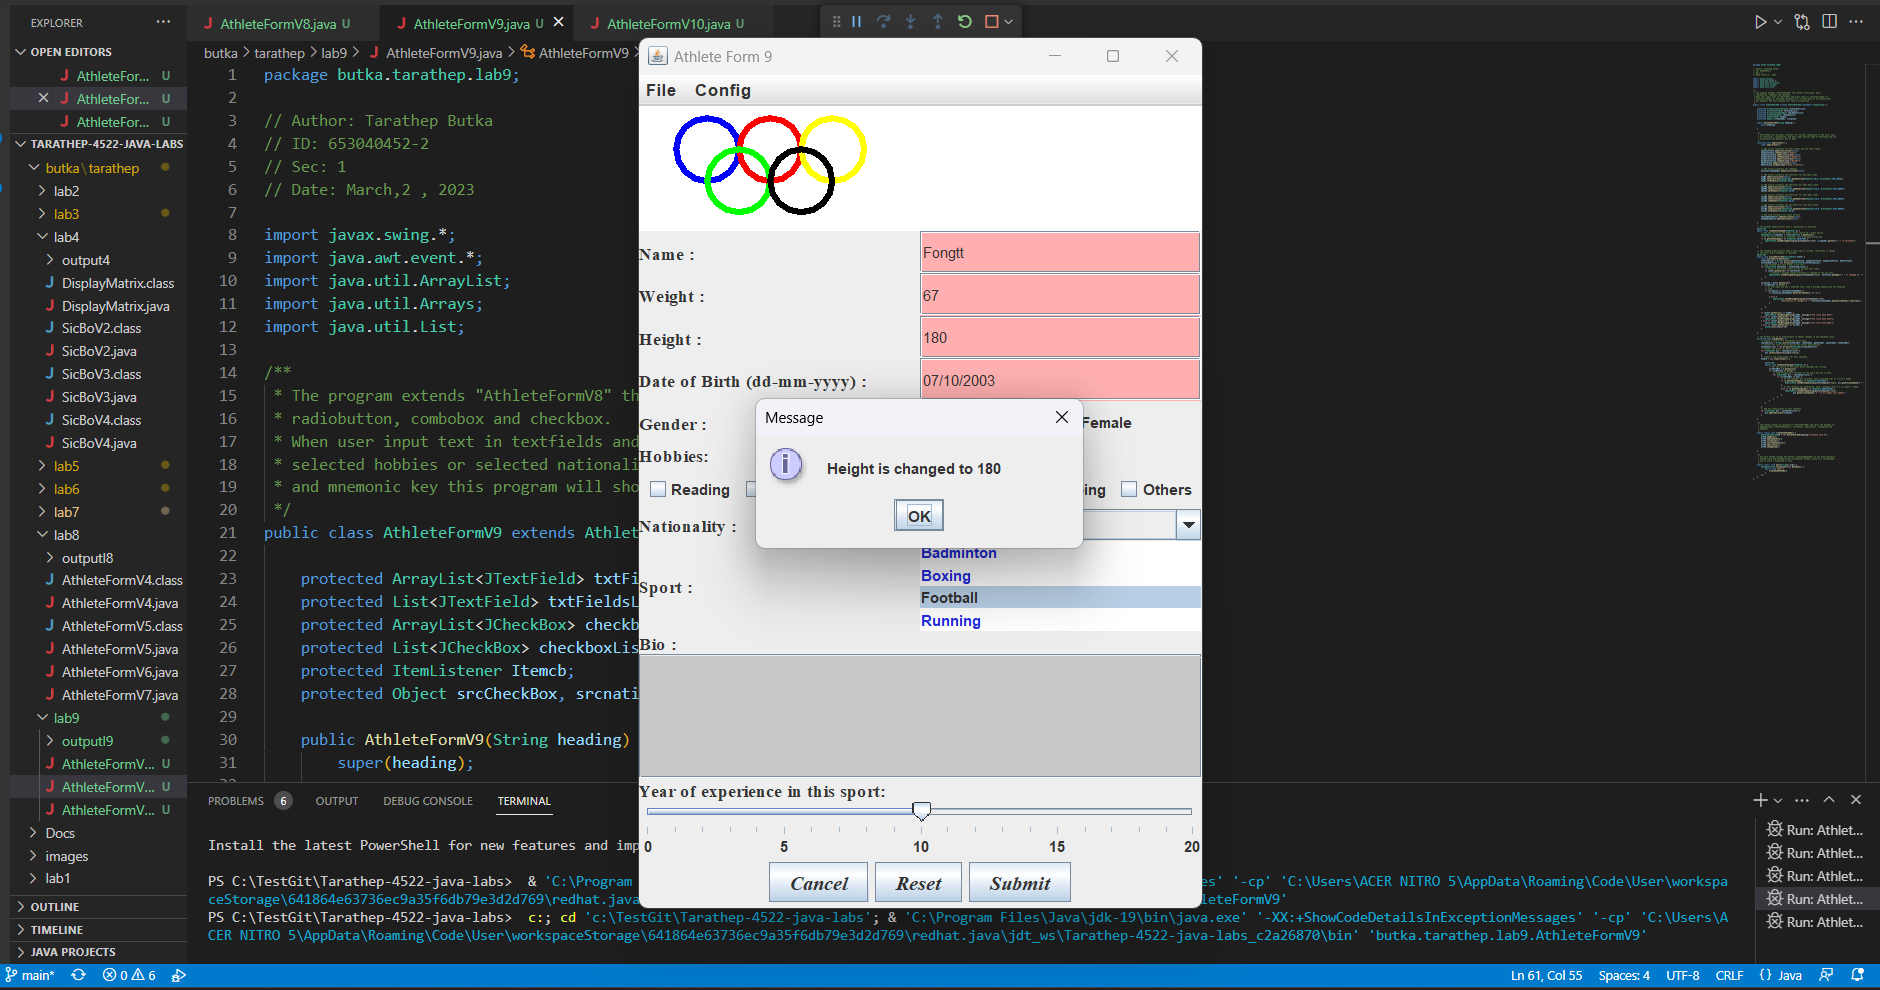 EXPLORER
AthleteFormV8.java U
AthleteFormV9.java U
AthleteFormV10.java U
OPEN EDITORS
butka > tarathep > lab9 > AthleteFormV9.java > AthleteFormV9 >
AthleteFor... U
AthleteFor... U
AthleteFor... U
TARATHEP-4522-JAVA-LABS
butka \ tarathep
lab2
lab3
lab4
output4
DisplayMatrix.class
DisplayMatrix.java
SicBoV2.class
SicBoV2.java
SicBoV3.class
SicBoV3.java
SicBoV4.class
SicBoV4.java
lab5
lab6
lab7
lab8
outputl8
AthleteFormV4.class
AthleteFormV4.java
AthleteFormV5.class
AthleteFormV5.java
AthleteFormV6.java
AthleteFormV7.java
lab9
outputl9
AthleteFormV... U
AthleteFormV... U
AthleteFormV... U
Docs
images
lab1
OUTLINE
TIMELINE
JAVA PROJECTS
1 package butka.tarathep.lab9;
2
3 // Author: Tarathep Butka
4 // ID: 653040452-2
5 // Sec: 1
6 // Date: March,2 , 2023
7
8 import javax.swing.*;
9 import java.awt.event.*;
10 import java.util.ArrayList;
11 import java.util.Arrays;
12 import java.util.List;
13
14 /**
15 * The program extends "AthleteFormV8" th
16 * radiobutton, combobox and checkbox.
17 * When user input text in textfields and
18 * selected hobbies or selected nationali
19 * and mnemonic key this program will sho
20 */
21 public class AthleteFormV9 extends Athlet
22
23 protected ArrayList<JTextField> txtFi
24 protected List<JTextField> txtFieldsL
25 protected ArrayList<JCheckBox> checkb
26 protected List<JCheckBox> checkboxLis
27 protected ItemListener Itemcb;
28 protected Object srcCheckBox, srcnati
29
30 public AthleteFormV9(String heading)
31 super(heading);
Athlete Form 9
File Config
Name : Fongtt
Weight : 67
Height : 180
Date of Birth (dd-mm-yyyy) : 07/10/2003
Gender : Female
Hobbies:
Reading ing Others
Nationality :
Message
Height is changed to 180
OK
Sport :
Badminton
Boxing
Football
Running
Bio :
Year of experience in this sport:
0 5 10 15 20
Cancel Reset Submit
PROBLEMS 6 OUTPUT DEBUG CONSOLE TERMINAL
Install the latest PowerShell for new features and imp
PS C:\TestGit\Tarathep-4522-java-labs> & 'C:\Program es' '-cp' 'C:\Users\ACER NITRO 5\AppData\Roaming\Code\User\workspa
ceStorage\641864e63736ec9a35f6db79e3d2d769\redhat.java leteFormV9'
PS C:\TestGit\Tarathep-4522-java-labs> c:; cd 'c:\TestGit\Tarathep-4522-java-labs'; & 'C:\Program Files\Java\jdk-19\bin\java.exe' '-XX:+ShowCodeDetailsInExceptionMessages' '-cp' 'C:\Users\A
CER NITRO 5\AppData\Roaming\Code\User\workspaceStorage\641864e63736ec9a35f6db79e3d2d769\redhat.java\jdt_ws\Tarathep-4522-java-labs_c2a26870\bin' 'butka.tarathep.lab9.AthleteFormV9'
Run: Athlet...
Run: Athlet...
Run: Athlet...
Run: Athlet...
Run: Athlet...
main* 0 6
Ln 61, Col 55 Spaces: 4 UTF-8 CRLF {} Java